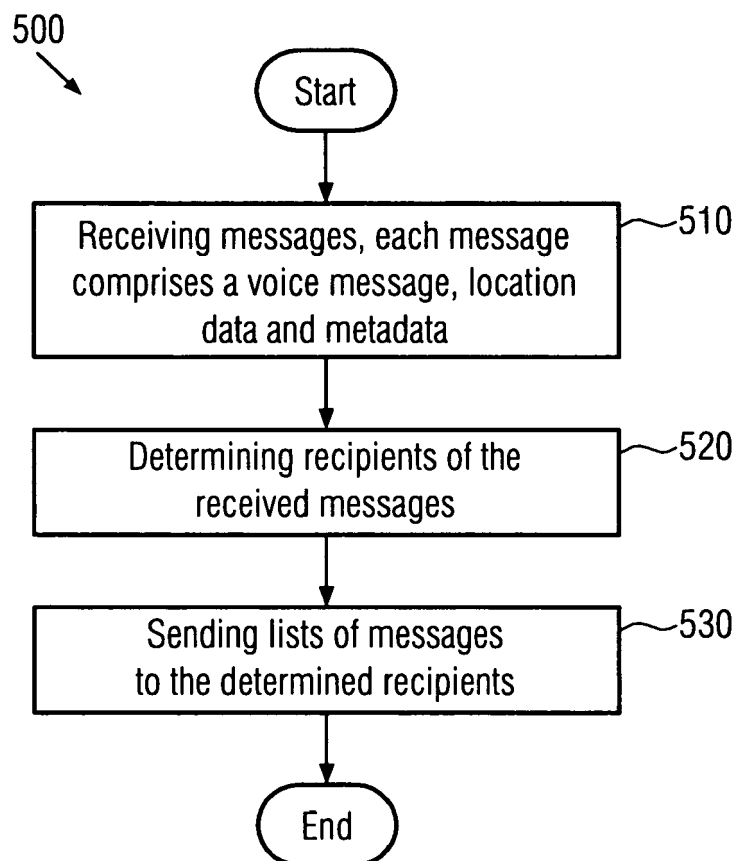 500
Start
Receiving messages, each message
comprises a voice message, location
data and metadata
510
Determining recipients of the
received messages
520
Sending lists of messages
to the determined recipients
530
End